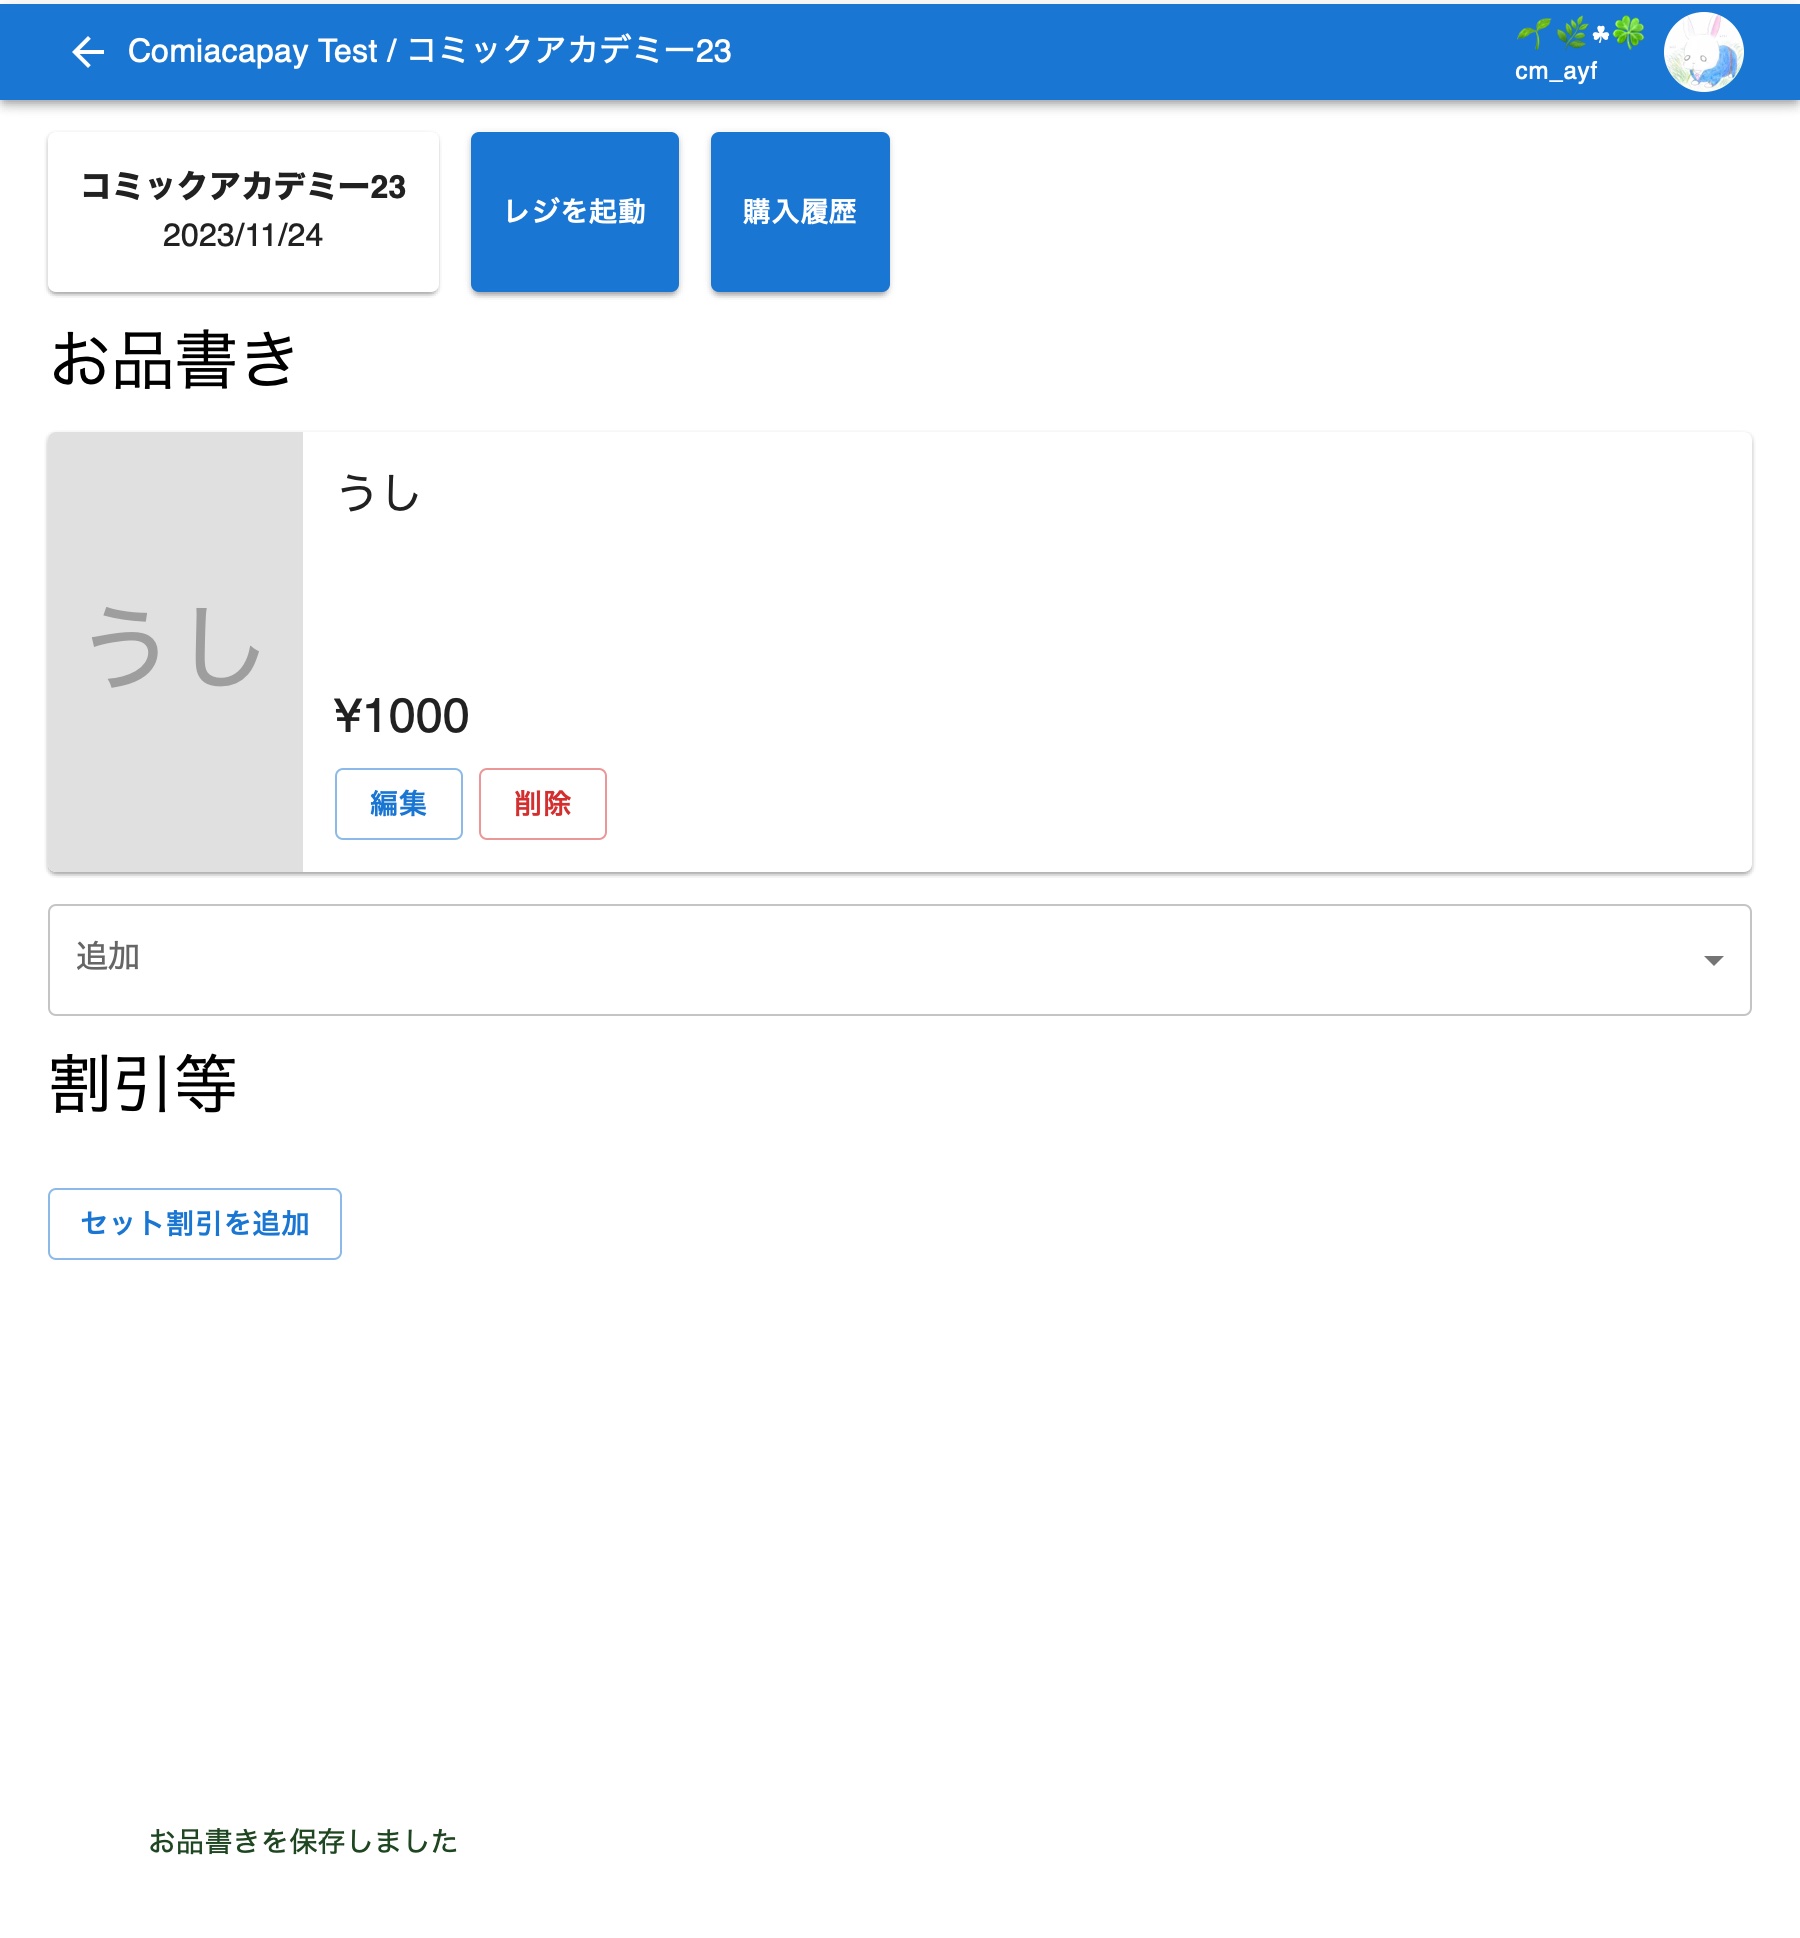 Comiacapay Test / コミックアカデミー23
cm_ayf
コミックアカデミー23
2023/11/24
レジを起動
購入履歴
お品書き
うし
うし
¥1000
編集
削除
追加
割引等
セット割引を追加
お品書きを保存しました